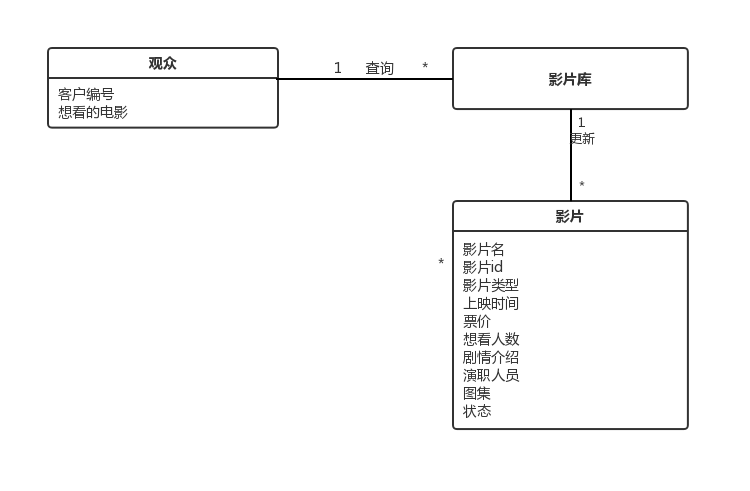 观众
客户编号
想看的电影
1 查询 *
影片库
1
更新
*
影片
*
影片名
影片id
影片类型
上映时间
票价
想看人数
剧情介绍
演职人员
图集
状态